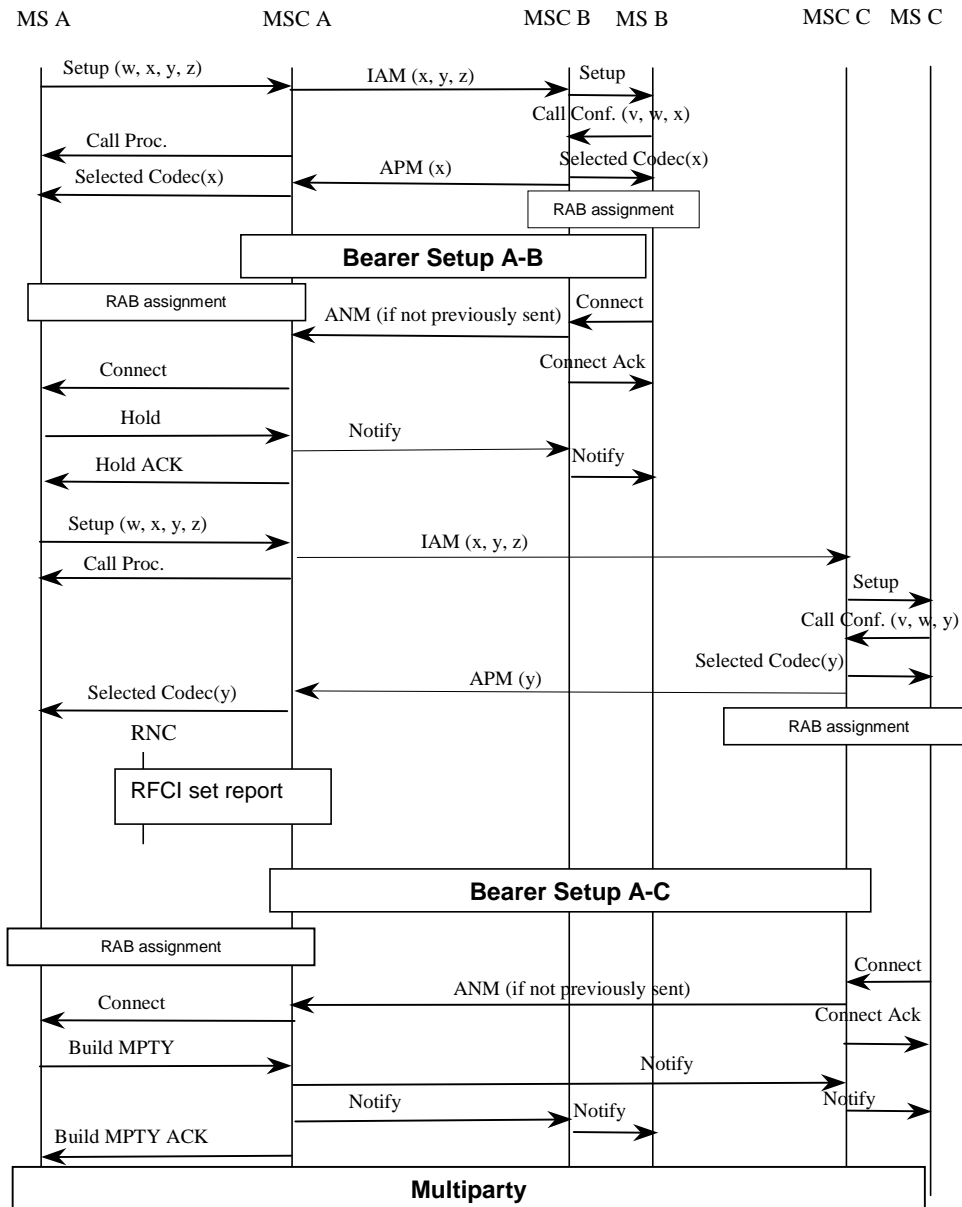 MS A MSC A MSC B MS B MSC C MS C
Setup (w, x, y, z)
IAM (x, y, z)
Setup
Call Conf. (v, w, x)
Call Proc.
APM (x)
Selected Codec(x)
Selected Codec(x)
RAB assignment
Bearer Setup A-B
RAB assignment
Connect
ANM (if not previously sent)
Connect Ack
Connect
Hold
Notify
Notify
Hold ACK
Setup (w, x, y, z)
IAM (x, y, z)
Call Proc.
Setup
Call Conf. (v, w, y)
Selected Codec(y)
APM (y)
Selected Codec(y)
RAB assignment
RNC
RFCI set report
Bearer Setup A-C
RAB assignment
Connect
ANM (if not previously sent)
Connect
Connect Ack
Build MPTY
Notify
Notify
Notify
Notify
Build MPTY ACK
Multiparty